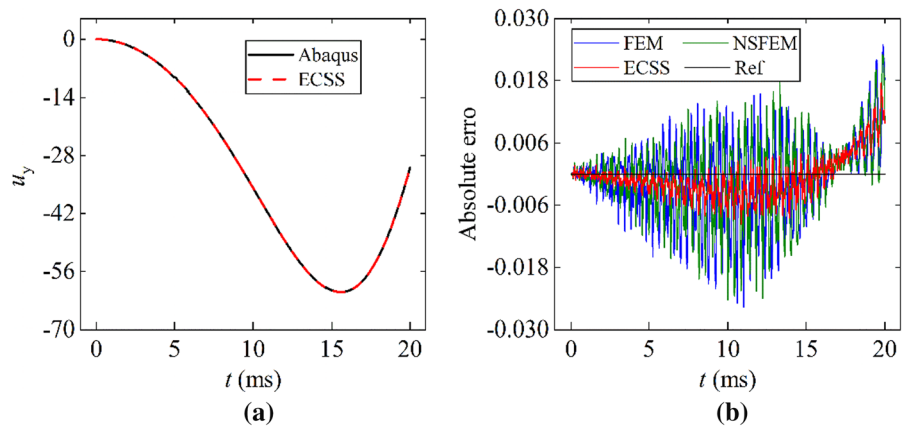 0
-14
-28
-42
-56
-70
0 5 10 15 20
u_y
t (ms)
Abaqus
ECSS
(a)
0.030
0.018
0.006
-0.006
-0.018
-0.030
0 5 10 15 20
Absolute erro
t (ms)
FEM NSFEM
ECSS Ref
(b)